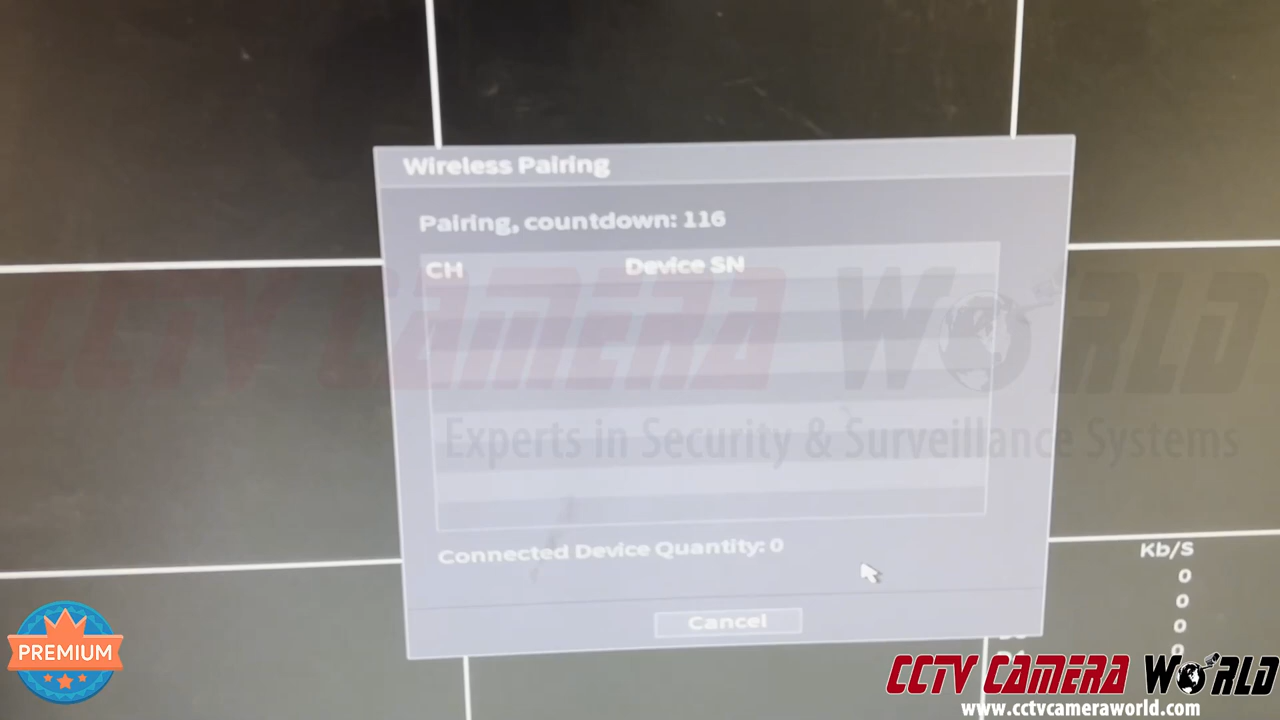 Wireless Pairing
Pairing, countdown: 116
CH Device SN
CCTV CAMERA WORLD
Experts in Security & Surveillance Systems
Connected Device Quantity: 0
Kb/S
0
0
0
0
Cancel
PREMIUM
CCTV CAMERA WORLD
www.cctvcameraworld.com